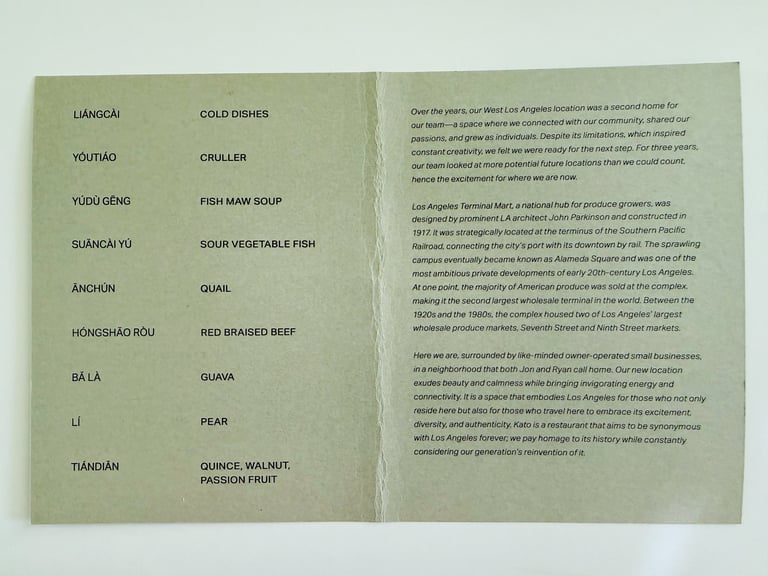 LIÁNGCÀI COLD DISHES
YÓUTIÁO CRULLER
YÚDÙ GĒNG FISH MAW SOUP
SUĀNCÀI YÚ SOUR VEGETABLE FISH
ĀNCHÚN QUAIL
HÓNGSHĀO RÒU RED BRAISED BEEF
BĀ LÀ GUAVA
LÍ PEAR
TIÁNDIĀN QUINCE, WALNUT,
PASSION FRUIT
Over the years, our West Los Angeles location was a second home for
our team—a space where we connected with our community, shared our
passions, and grew as individuals. Despite its limitations, which inspired
constant creativity, we felt we were ready for the next step. For three years,
our team looked at more potential future locations than we could count,
hence the excitement for where we are now.
Los Angeles Terminal Mart, a national hub for produce growers, was
designed by prominent LA architect John Parkinson and constructed in
1917. It was strategically located at the terminus of the Southern Pacific
Railroad, connecting the city's port with its downtown by rail. The sprawling
campus eventually became known as Alameda Square and was one of the
most ambitious private developments of early 20th-century Los Angeles.
At one point, the majority of American produce was sold at the complex,
making it the second largest wholesale terminal in the world. Between the
1920s and the 1980s, the complex housed two of Los Angeles' largest
wholesale produce markets, Seventh Street and Ninth Street markets.
Here we are, surrounded by like-minded owner-operated small businesses,
in a neighborhood that both Jon and Ryan call home. Our new location
exudes beauty and calmness while bringing invigorating energy and
connectivity. It is a space that embodies Los Angeles for those who not only
reside here but also for those who travel here to embrace its excitement,
diversity, and authenticity. Kato is a restaurant that aims to be synonymous
with Los Angeles forever; we pay homage to its history while constantly
considering our generation's reinvention of it.